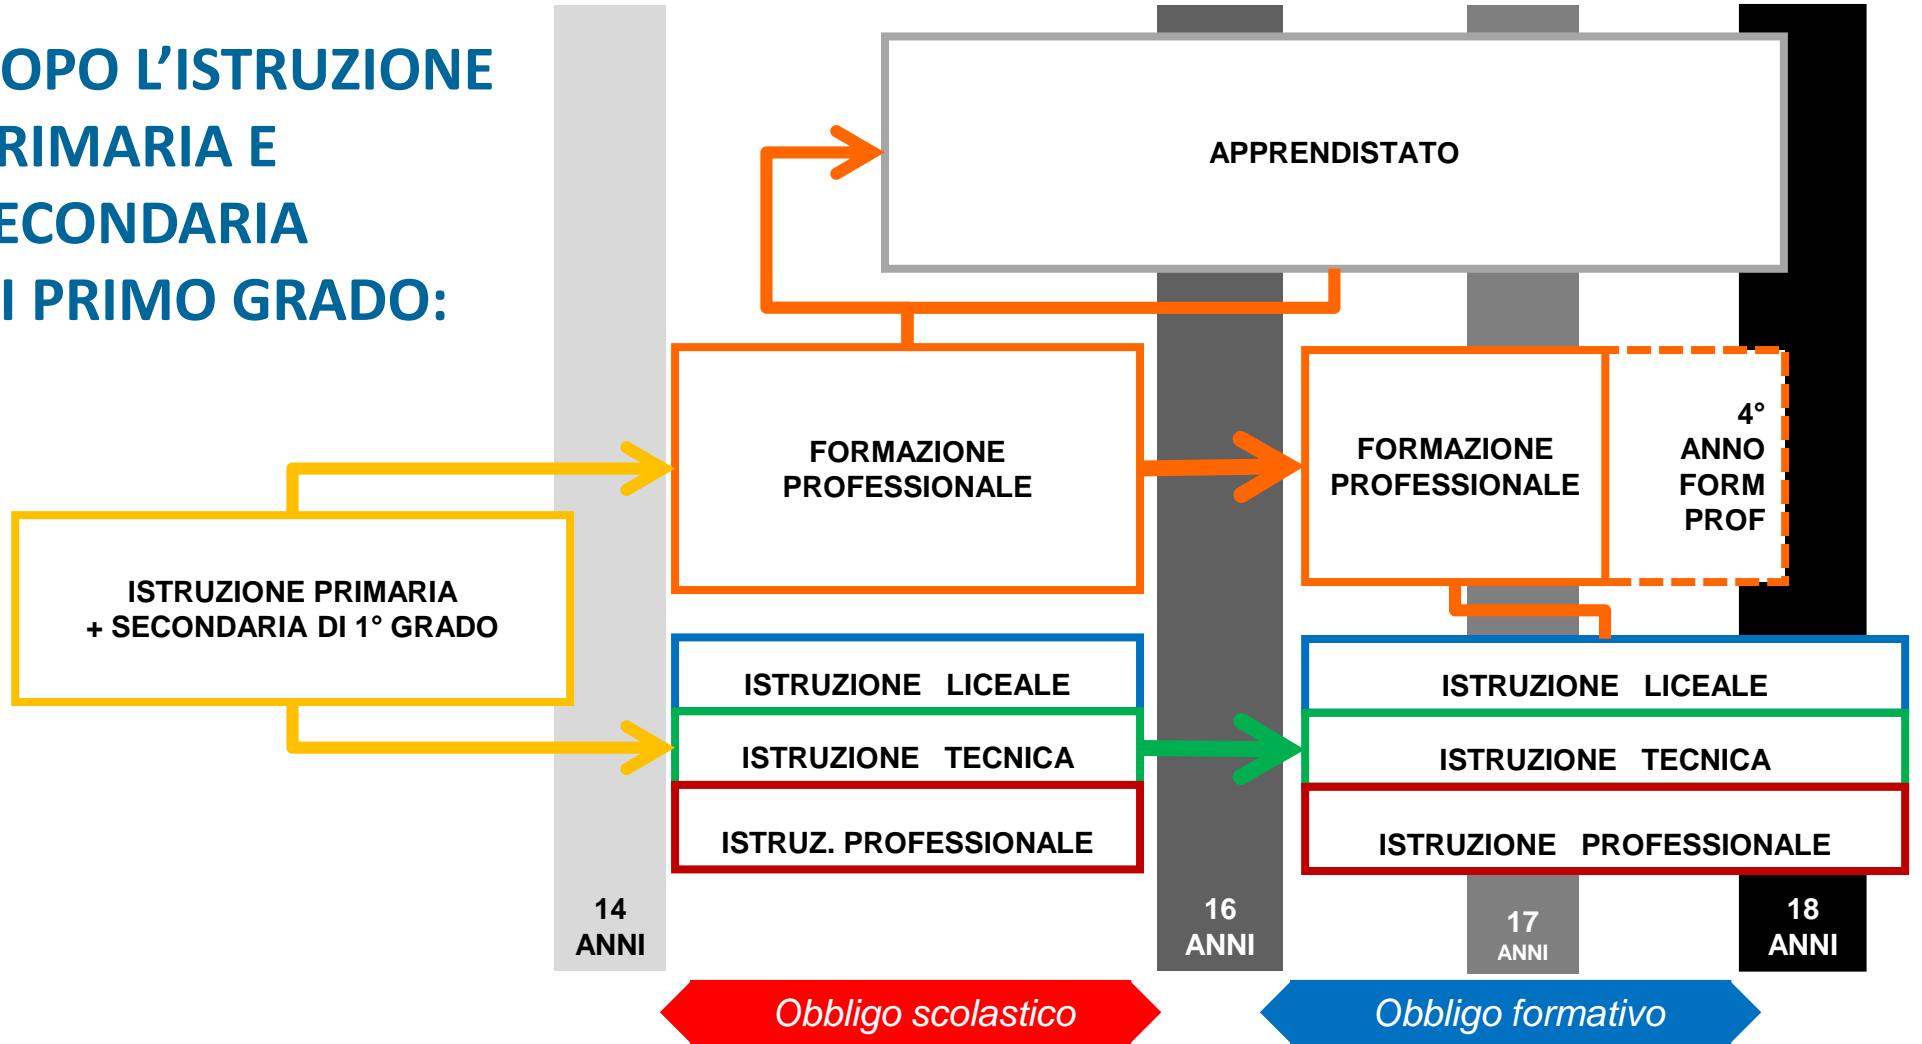 OPO L'ISTRUZIONE
RIMARIA E
ECONDARIA
I PRIMO GRADO:
APPRENDISTATO
FORMAZIONE
PROFESSIONALE
FORMAZIONE
PROFESSIONALE
4°
ANNO
FORM
PROF
ISTRUZIONE PRIMARIA
+ SECONDARIA DI 1° GRADO
ISTRUZIONE LICEALE
ISTRUZIONE TECNICA
ISTRUZ. PROFESSIONALE
ISTRUZIONE LICEALE
ISTRUZIONE TECNICA
ISTRUZIONE PROFESSIONALE
14
ANNI
16
ANNI
17
ANNI
18
ANNI
Obbligo scolastico
Obbligo formativo